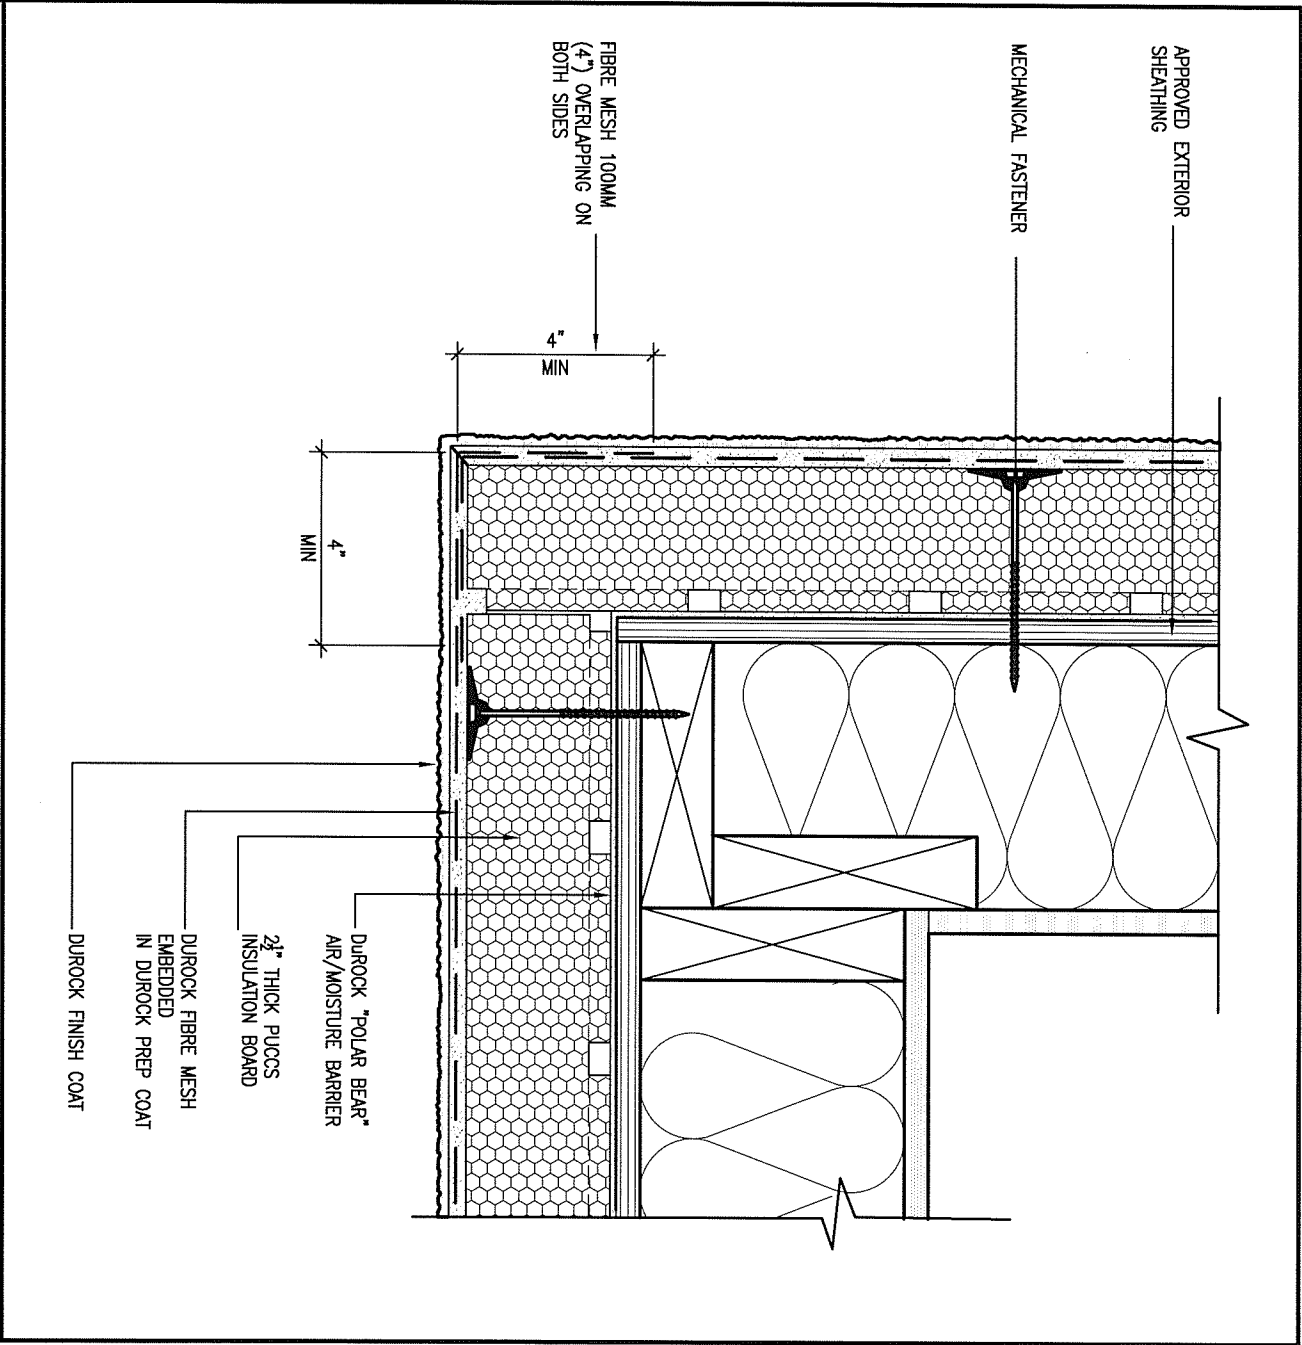 APPROVED EXTERIOR
SHEATHING
MECHANICAL FASTENER
FIBRE MESH 100MM
(4") OVERLAPPING ON
BOTH SIDES
4"
MIN
4"
MIN
DuROCK "POLAR BEAR"
AIR/MOISTURE BARRIER
2½" THICK PUCCS
INSULATION BOARD
DUROCK FIBRE MESH
EMBEDDED
IN DUROCK PREP COAT
DUROCK FINISH COAT